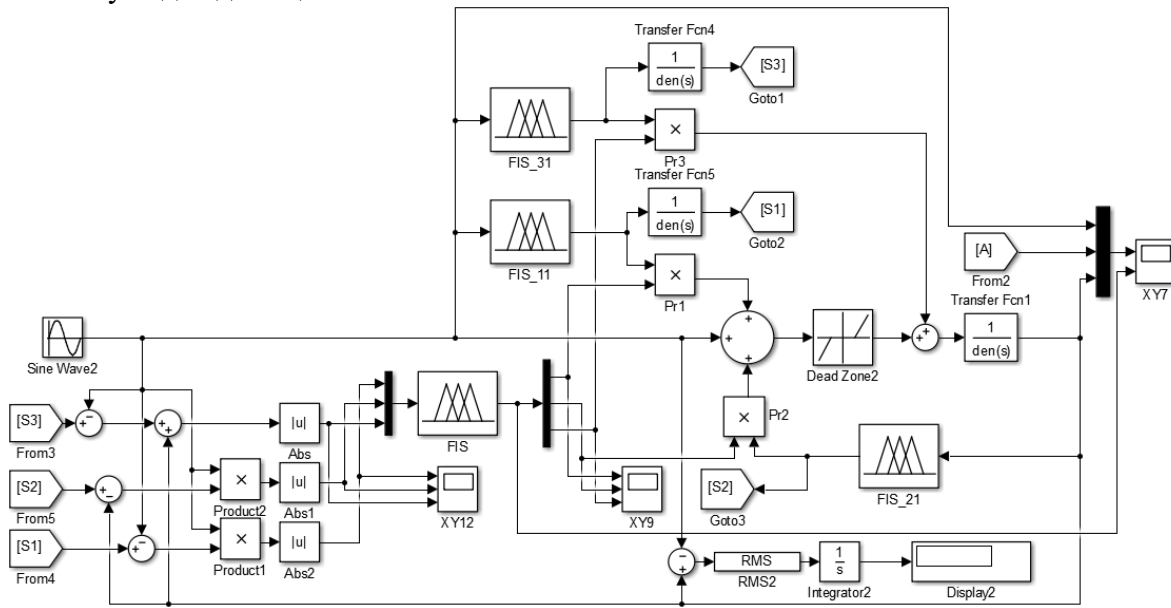 Transfer Fcn4
1
den(s)
[S3]
Goto1
FIS_31
×
Pr3
Transfer Fcn5
1
den(s)
[S1]
Goto2
FIS_11
×
Pr1
[A]
From2
XY7
Transfer Fcn1
1
den(s)
Sine Wave2
+
+
+
Dead Zone2
+
+
[S3]
From3
−
+
+
|u|
Abs
FIS
×
Pr2
FIS_21
[S2]
From5
+
−
×
Product2
|u|
Abs1
XY12
XY9
[S2]
Goto3
[S1]
From4
−
×
Product1
|u|
Abs2
−
+
RMS
RMS2
1
s
Integrator2
Display2